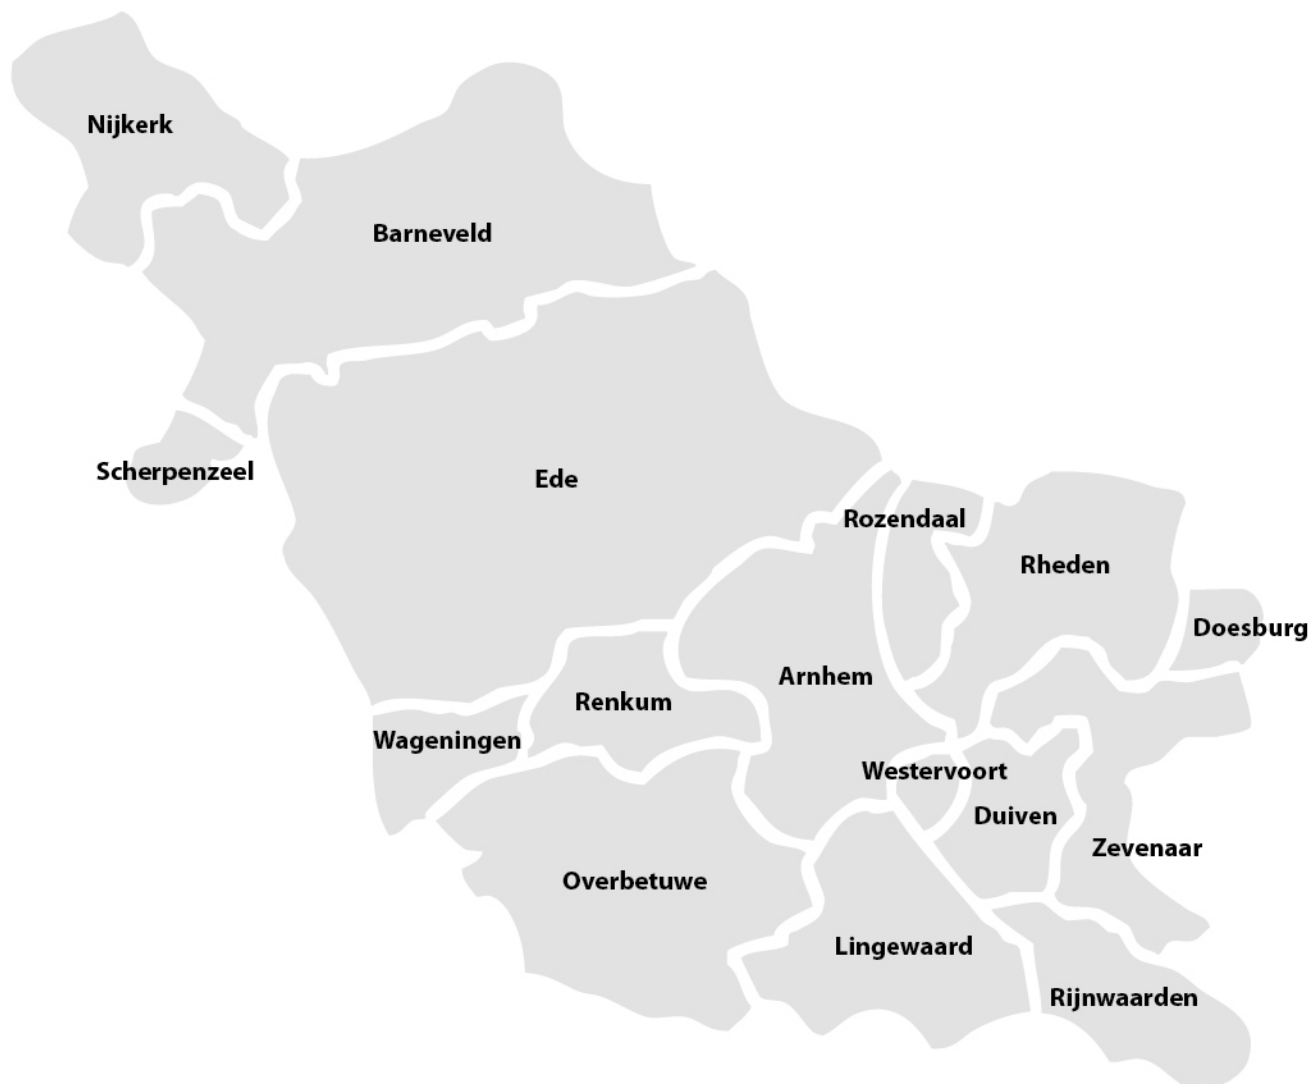 Nijkerk
Barneveld
Scherpenzeel
Ede
Rozendaal
Rheden
Doesburg
Arnhem
Renkum
Wageningen
Westervoort
Duiven
Zevenaar
Overbetuwe
Lingewaard
Rijnwaarden